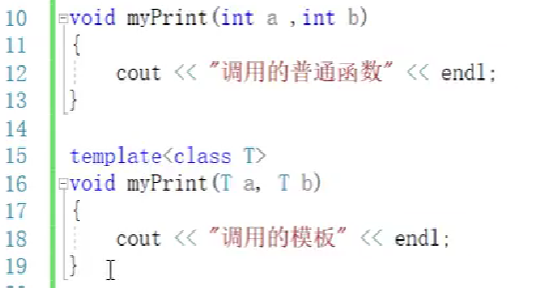 10 void myPrint(int a ,int b)
11 {
12 cout << "调用的普通函数" << endl;
13 }
14
15 template<class T>
16 void myPrint(T a, T b)
17 {
18 cout << "调用的模板" << endl;
19 }